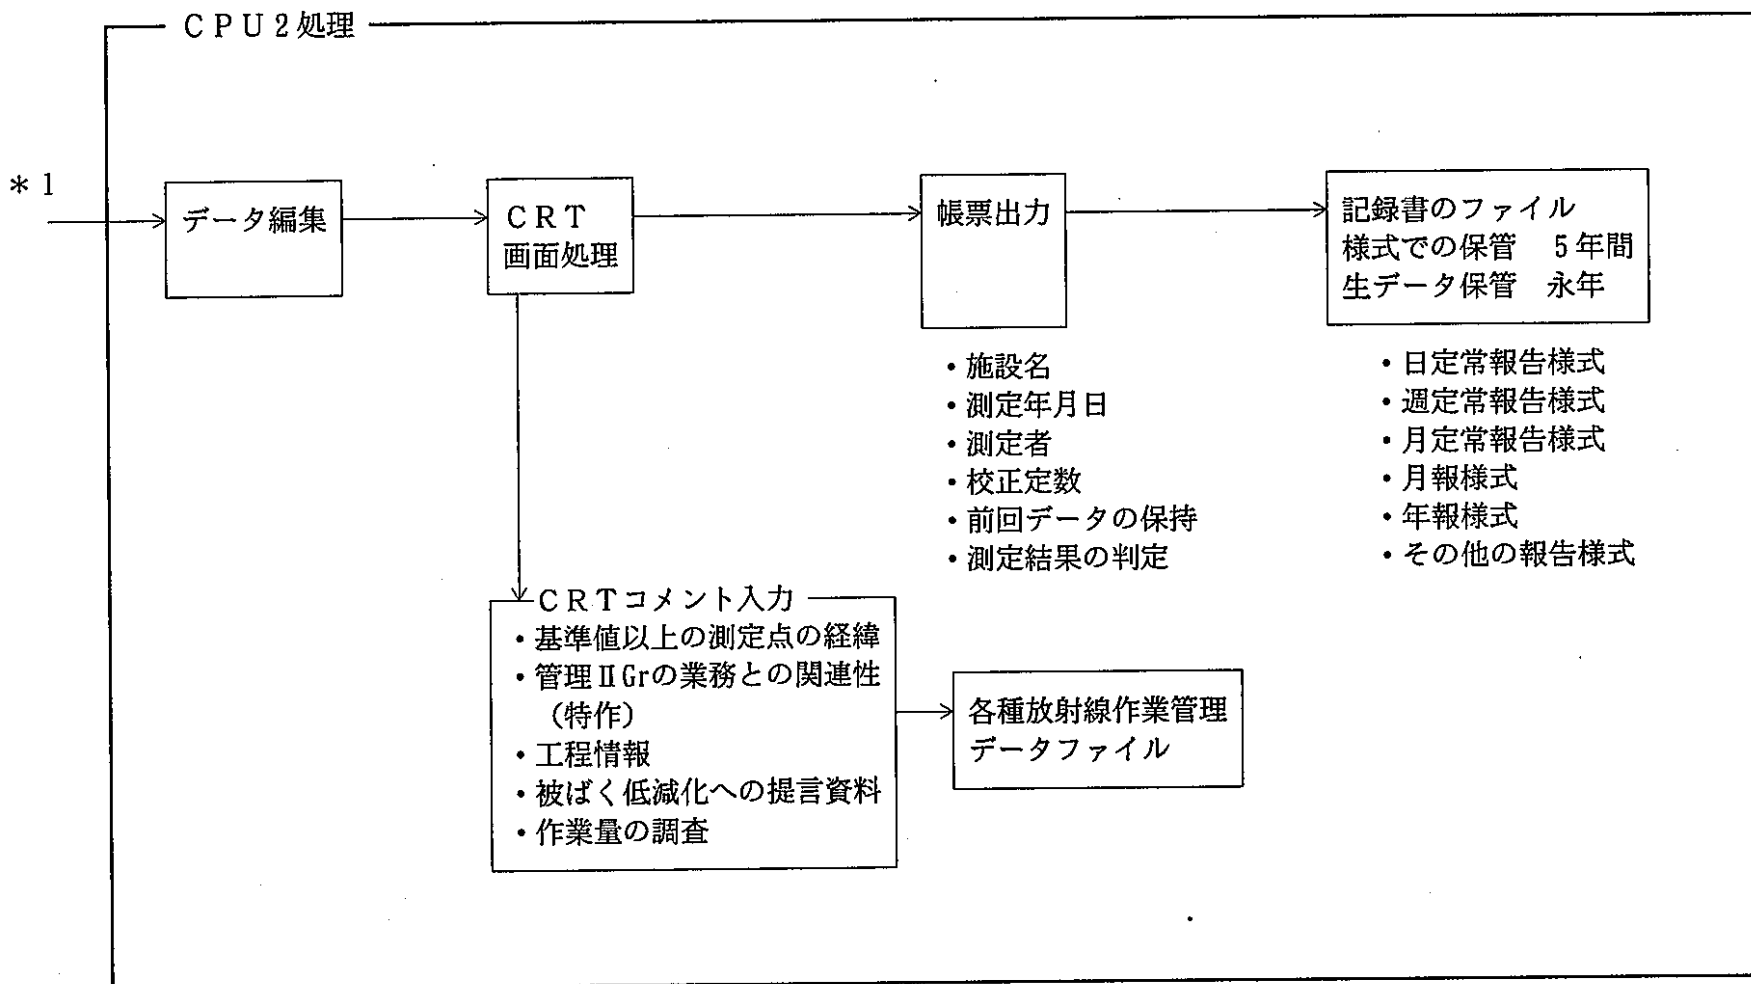 CPU2処理
*1
データ編集
CRT
画面処理
帳票出力
・施設名
・測定年月日
・測定者
・校正定数
・前回データの保持
・測定結果の判定
記録書のファイル
様式での保管　5年間
生データ保管　永年
・日定常報告様式
・週定常報告様式
・月定常報告様式
・月報様式
・年報様式
・その他の報告様式
CRTコメント入力
・基準値以上の測定点の経緯
・管理ⅡGrの業務との関連性
（特作）
・工程情報
・被ばく低減化への提言資料
・作業量の調査
各種放射線作業管理
データファイル